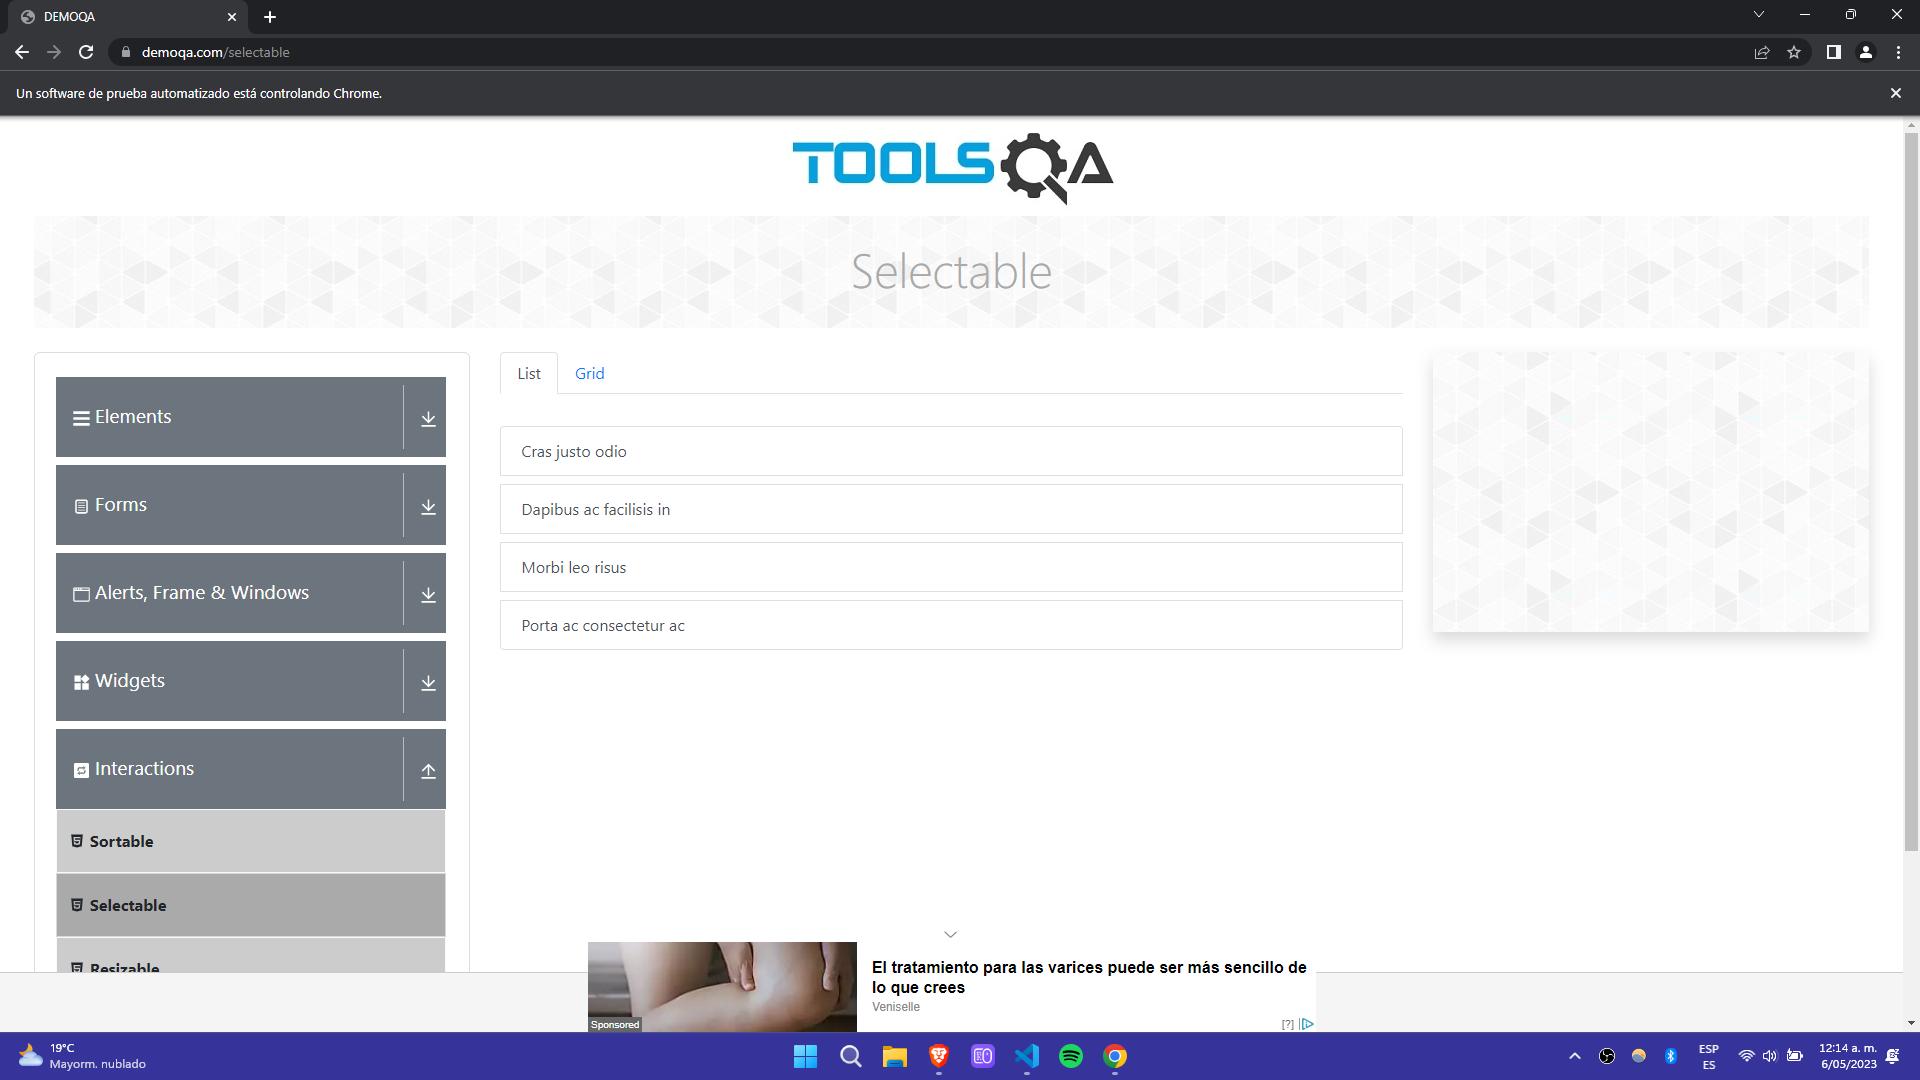 DEMOQA
demoqa.com/selectable
Un software de prueba automatizado está controlando Chrome.
TOOLSQA
Selectable
Elements
Forms
Alerts, Frame & Windows
Widgets
Interactions
Sortable
Selectable
Resizable
List
Grid
Cras justo odio
Dapibus ac facilisis in
Morbi leo risus
Porta ac consectetur ac
El tratamiento para las varices puede ser más sencillo de
lo que crees
Veniselle
Sponsored
[?]
19°C
Mayorm. nublado
ESP
ES
12:14 a. m.
6/05/2023